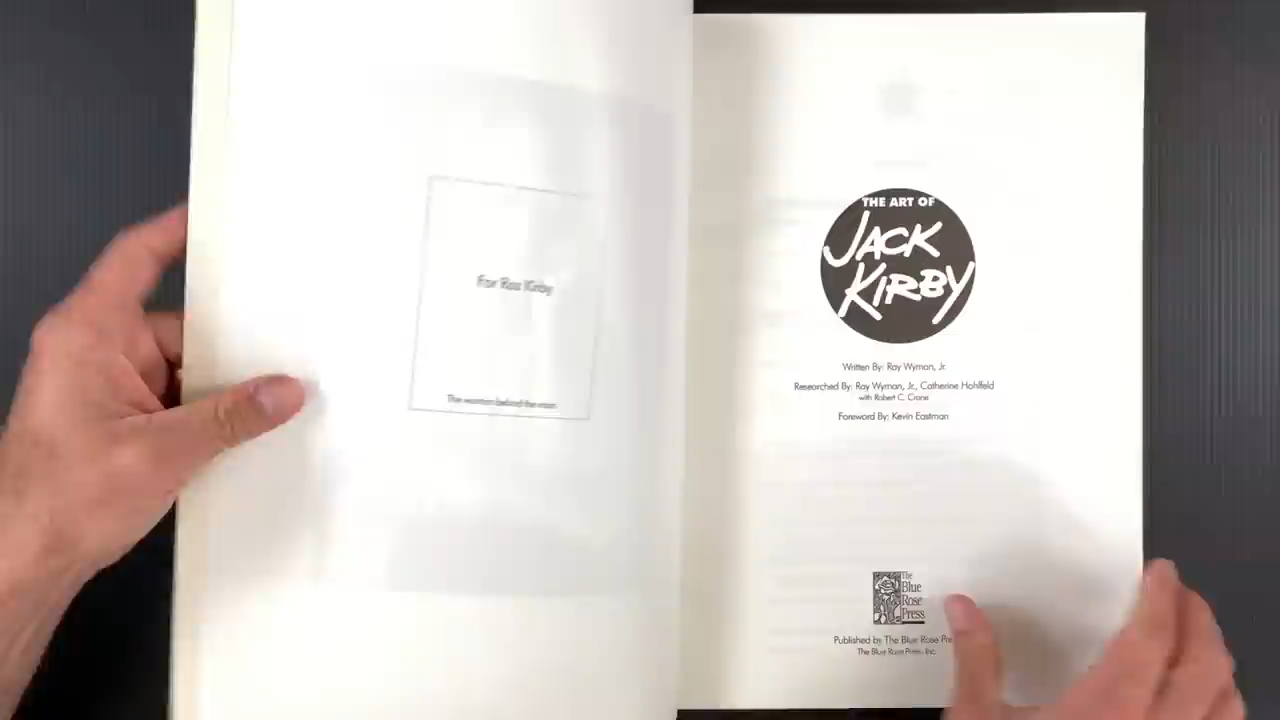 For Roz Kirby
The woman behind the man
THE ART OF
JACK
KIRBY
Written By: Ray Wyman, Jr.
Researched By: Ray Wyman, Jr., Catherine Hohlfeld
with Robert C. Crane
Foreword By: Kevin Eastman
The
Blue
Rose
Press
Published by The Blue Rose Pre
The Blue Rose Press, Inc.